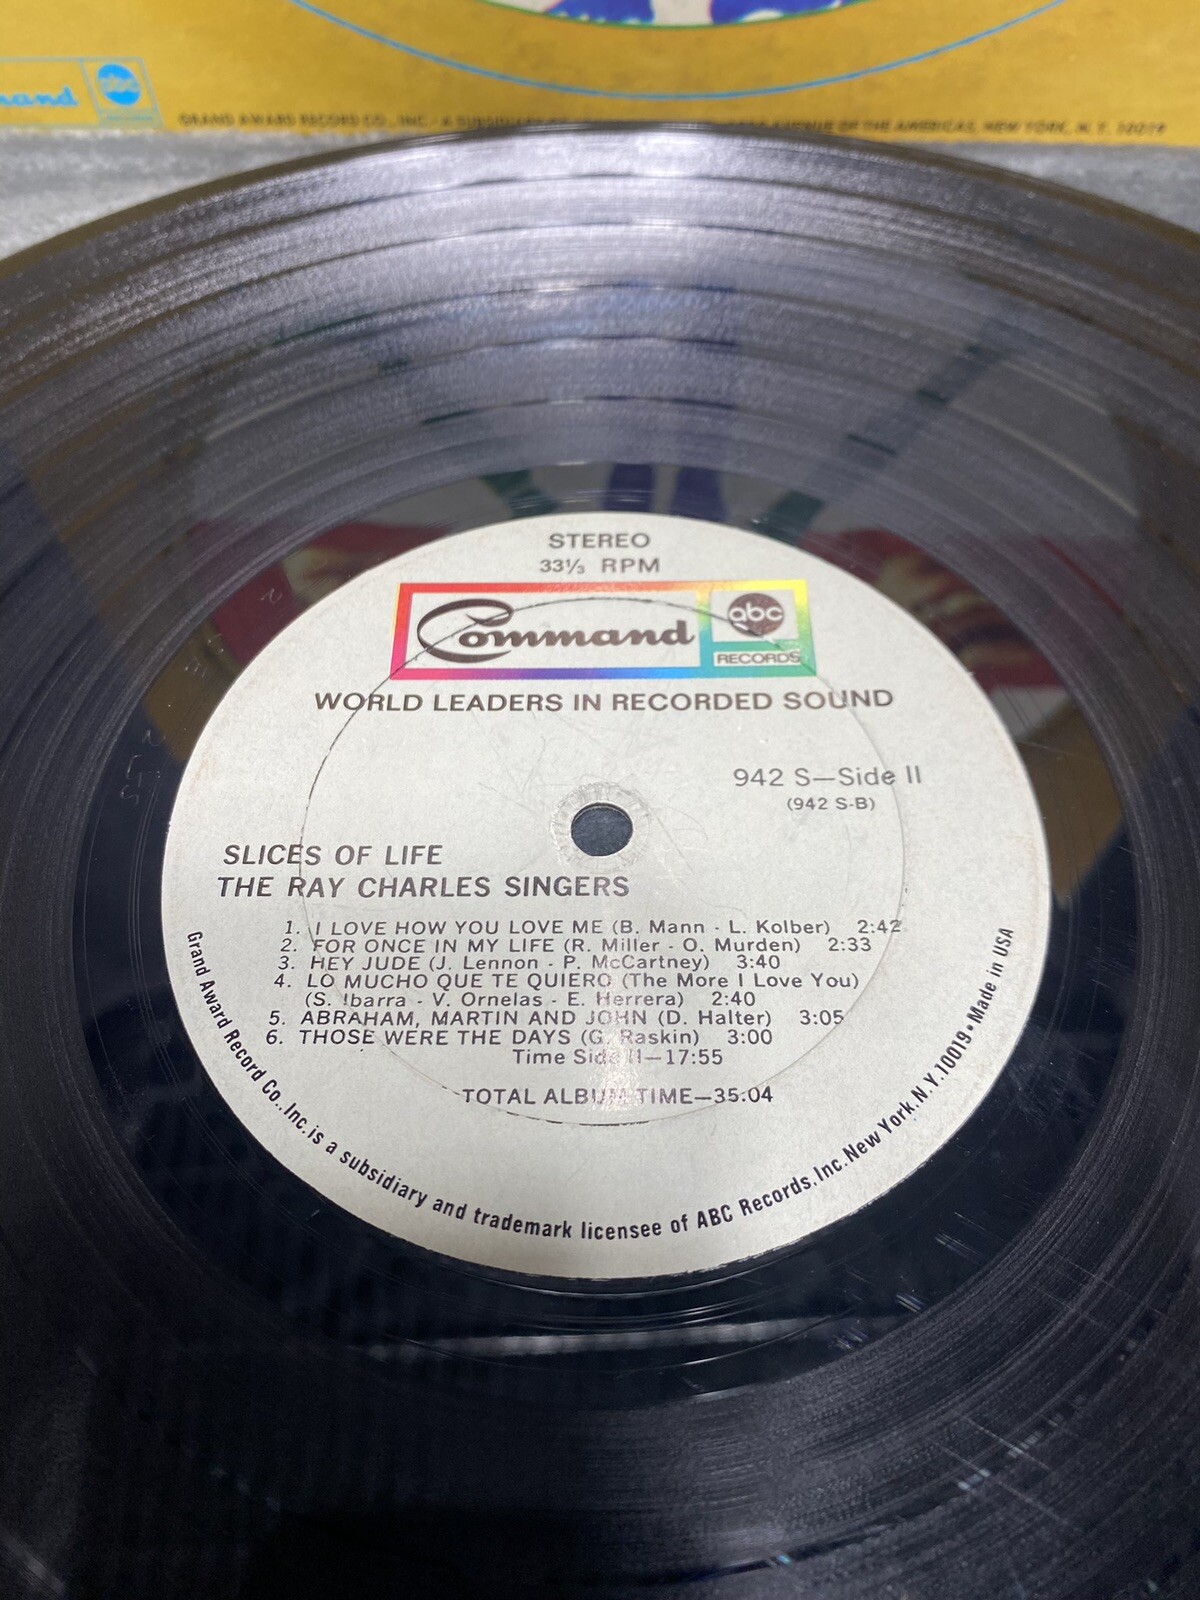 mand
abc
GRAND AWARD RECORD CO., INC. · A SUBSIDIARY AVENUE OF THE AMERICAS, NEW YORK, N. Y. 10019
STEREO
33⅓ RPM
Command
abc
RECORDS
WORLD LEADERS IN RECORDED SOUND
942 S—Side II
(942 S-B)
SLICES OF LIFE
THE RAY CHARLES SINGERS
1. I LOVE HOW YOU LOVE ME (B. Mann - L. Kolber) 2:42
2. FOR ONCE IN MY LIFE (R. Miller - O. Murden) 2:33
3. HEY JUDE (J. Lennon - P. McCartney) 3:40
4. LO MUCHO QUE TE QUIERO (The More I Love You)
(S. Ibarra - V. Ornelas - E. Herrera) 2:40
5. ABRAHAM, MARTIN AND JOHN (D. Halter) 3:05
6. THOSE WERE THE DAYS (G. Raskin) 3:00
Time Side II—17:55
TOTAL ALBUM TIME—35:04
Grand Award Record Co., Inc. is a subsidiary and trademark licensee of ABC Records, Inc. New York, N.Y. 10019 • Made in USA